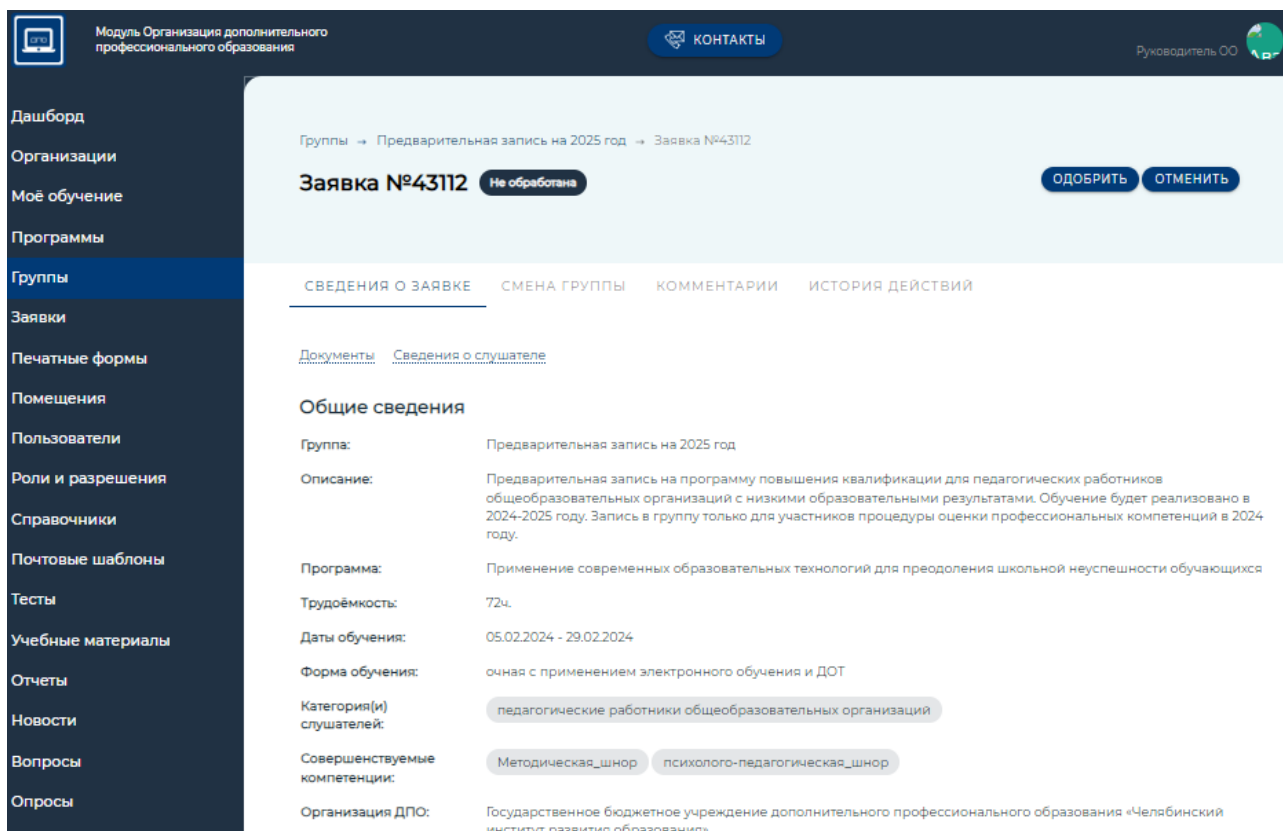 дпо
Модуль Организация дополнительного
профессионального образования
КОНТАКТЫ
Руководитель ОО
Дашборд
Организации
Моё обучение
Программы
Группы
Заявки
Печатные формы
Помещения
Пользователи
Роли и разрешения
Справочники
Почтовые шаблоны
Тесты
Учебные материалы
Отчеты
Новости
Вопросы
Опросы
Группы → Предварительная запись на 2025 год → Заявка №43112
Заявка №43112 Не обработана
ОДОБРИТЬ ОТМЕНИТЬ
СВЕДЕНИЯ О ЗАЯВКЕ СМЕНА ГРУППЫ КОММЕНТАРИИ ИСТОРИЯ ДЕЙСТВИЙ
Документы Сведения о слушателе
Общие сведения
Группа: Предварительная запись на 2025 год
Описание: Предварительная запись на программу повышения квалификации для педагогических работников
общеобразовательных организаций с низкими образовательными результатами. Обучение будет реализовано в
2024-2025 году. Запись в группу только для участников процедуры оценки профессиональных компетенций в 2024
году.
Программа: Применение современных образовательных технологий для преодоления школьной неуспешности обучающихся
Трудоёмкость: 72ч.
Даты обучения: 05.02.2024 - 29.02.2024
Форма обучения: очная с применением электронного обучения и ДОТ
Категория(и)
слушателей:
педагогические работники общеобразовательных организаций
Совершенствуемые
компетенции:
Методическая_шнор психолого-педагогическая_шнор
Организация ДПО: Государственное бюджетное учреждение дополнительного профессионального образования «Челябинский
институт развития образования»